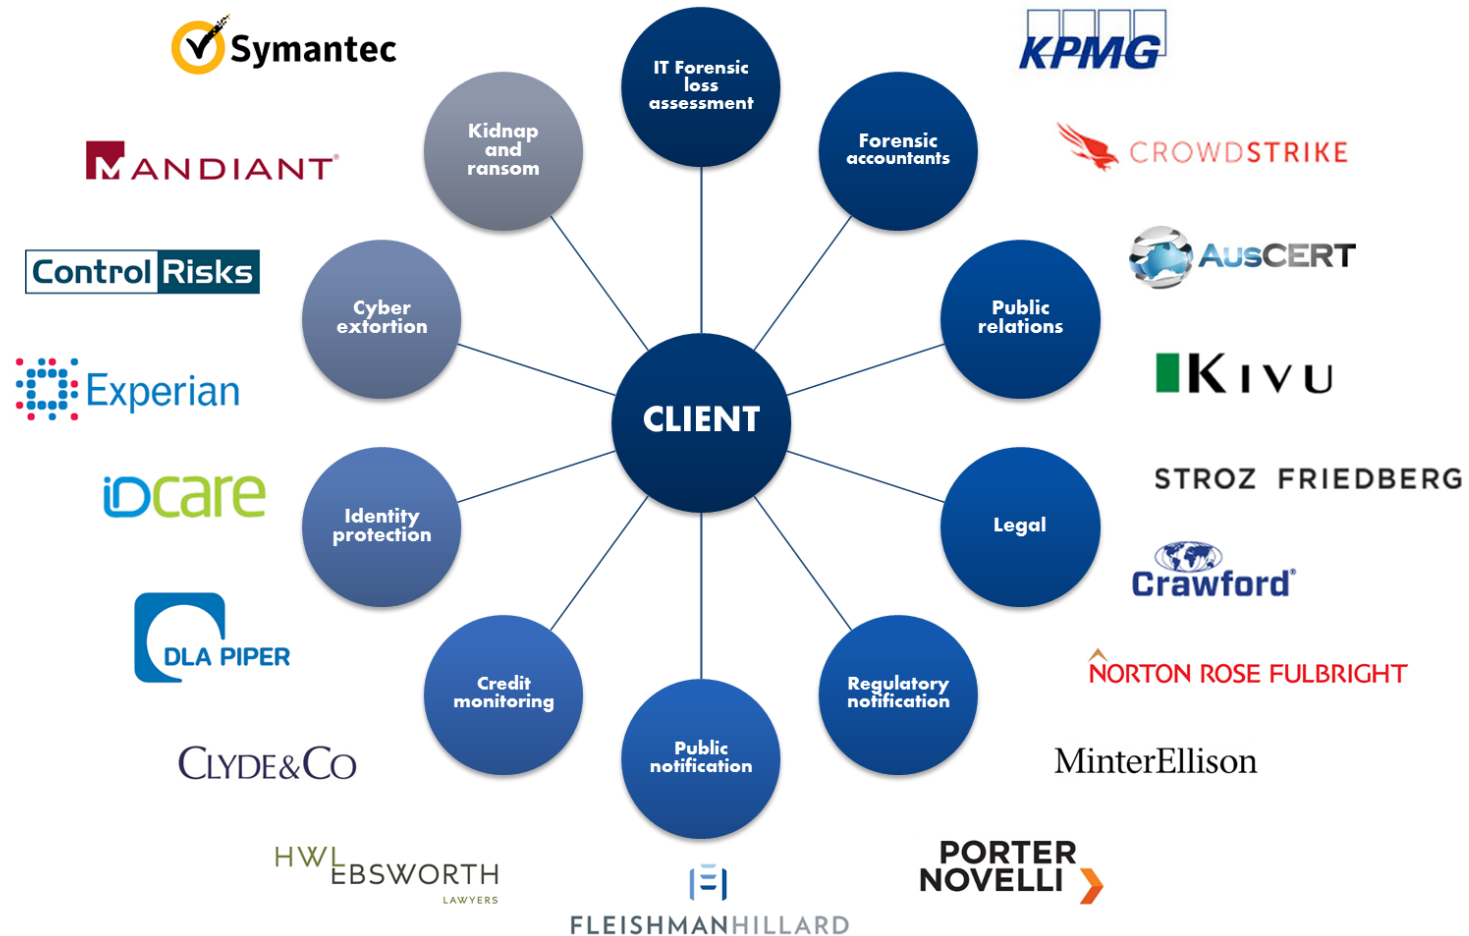 Symantec
KPMG
IT Forensic
loss
assessment
Kidnap
and
ransom
Forensic
accountants
MANDIANT®
CROWDSTRIKE
Control Risks
AusCERT
Cyber
extortion
Public
relations
Experian
KIVU
CLIENT
iDcare
STROZ FRIEDBERG
Identity
protection
Legal
Crawford®
DLA PIPER
NORTON ROSE FULBRIGHT
Credit
monitoring
Regulatory
notification
Public
notification
CLYDE&CO
MinterEllison
HWL
EBSWORTH
LAWYERS
PORTER
NOVELLI
FLEISHMANHILLARD